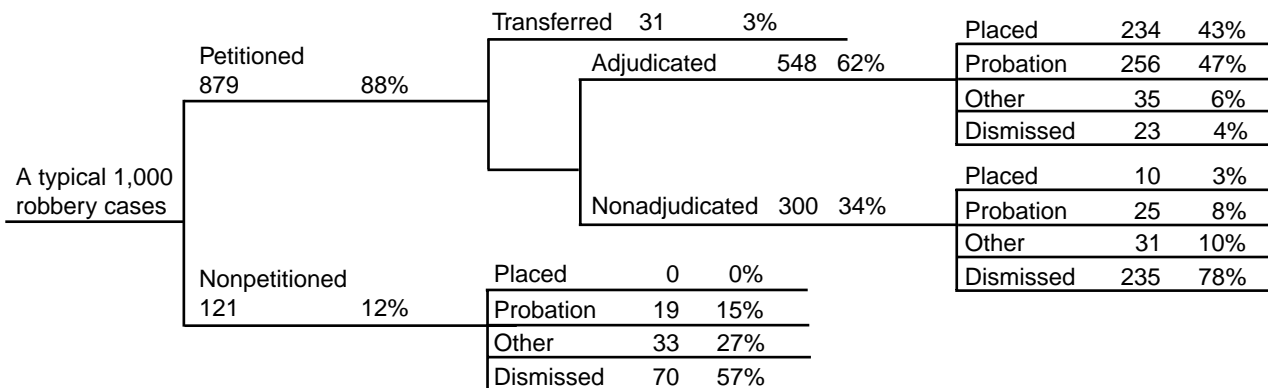 A typical 1,000
robbery cases
Petitioned
879 88%
Transferred 31 3%
Adjudicated 548 62%
Placed 234 43%
Probation 256 47%
Other 35 6%
Dismissed 23 4%
Nonadjudicated 300 34%
Placed 10 3%
Probation 25 8%
Other 31 10%
Dismissed 235 78%
Nonpetitioned
121 12%
Placed 0 0%
Probation 19 15%
Other 33 27%
Dismissed 70 57%